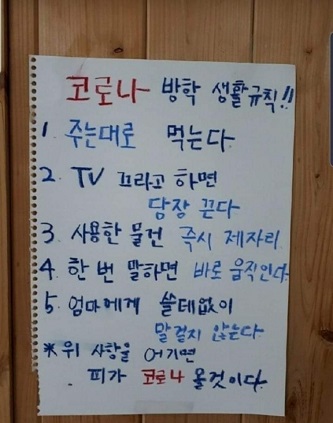 코로나 방학 생활규칙!!
1. 주는대로 먹는다
2. TV 끄라고 하면
당장 끈다
3. 사용한 물건 즉시 제자리
4. 한 번 말하면 바로 움직인다
5. 엄마에게 쓸데없이
말걸지 않는다
※위 사항을 어기면
피가 코로나 올것이다.